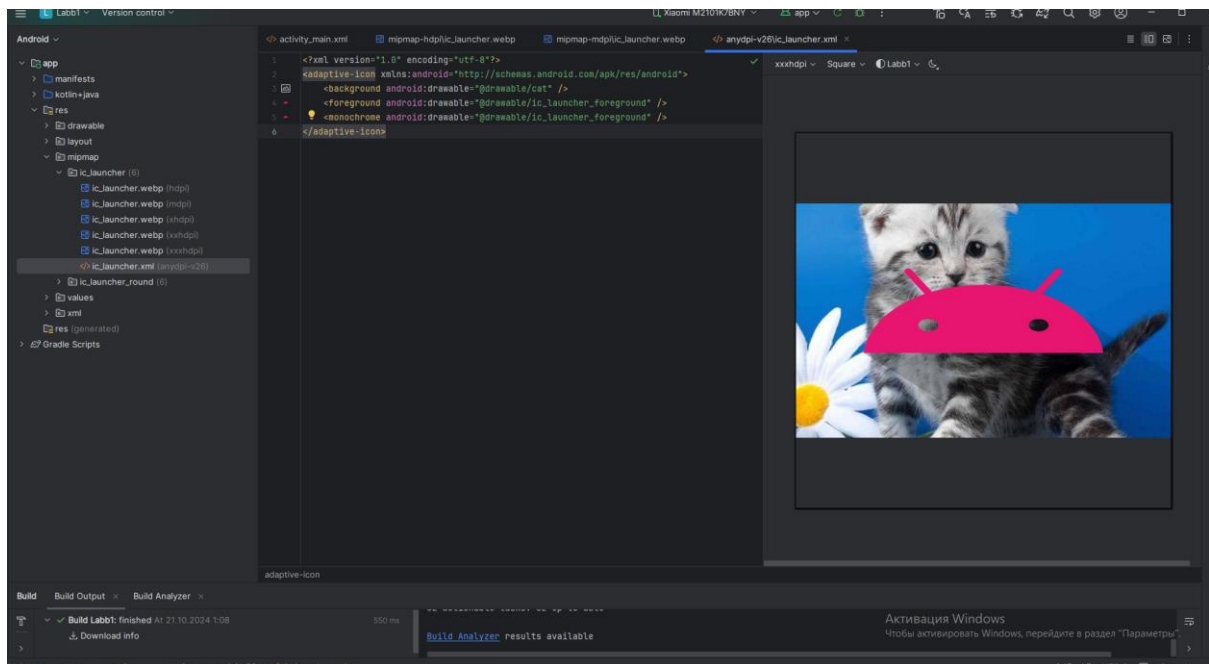 Labb1 Version control
Xiaomi M2101K7BNY
app
Android
activity_main.xml
mipmap-hdpi\ic_launcher.webp
mipmap-mdpi\ic_launcher.webp
anydpi-v26\ic_launcher.xml
app
manifests
kotlin+java
res
drawable
layout
mipmap
ic_launcher (6)
ic_launcher.webp (hdpi)
ic_launcher.webp (mdpi)
ic_launcher.webp (xhdpi)
ic_launcher.webp (xxhdpi)
ic_launcher.webp (xxxhdpi)
ic_launcher.xml (anydpi-v26)
ic_launcher_round (6)
values
xml
res (generated)
Gradle Scripts
1 <?xml version="1.0" encoding="utf-8"?>
2 <adaptive-icon xmlns:android="http://schemas.android.com/apk/res/android">
3 <background android:drawable="@drawable/cat" />
4 <foreground android:drawable="@drawable/ic_launcher_foreground" />
5 <monochrome android:drawable="@drawable/ic_launcher_foreground" />
6 </adaptive-icon>
xxxhdpi Square Labb1
adaptive-icon
Build Build Output Build Analyzer
Build Labb1: finished At 21.10.2024 1:08 550 ms
Download info
Build Analyzer results available
Активация Windows
Чтобы активировать Windows, перейдите в раздел "Параметры".